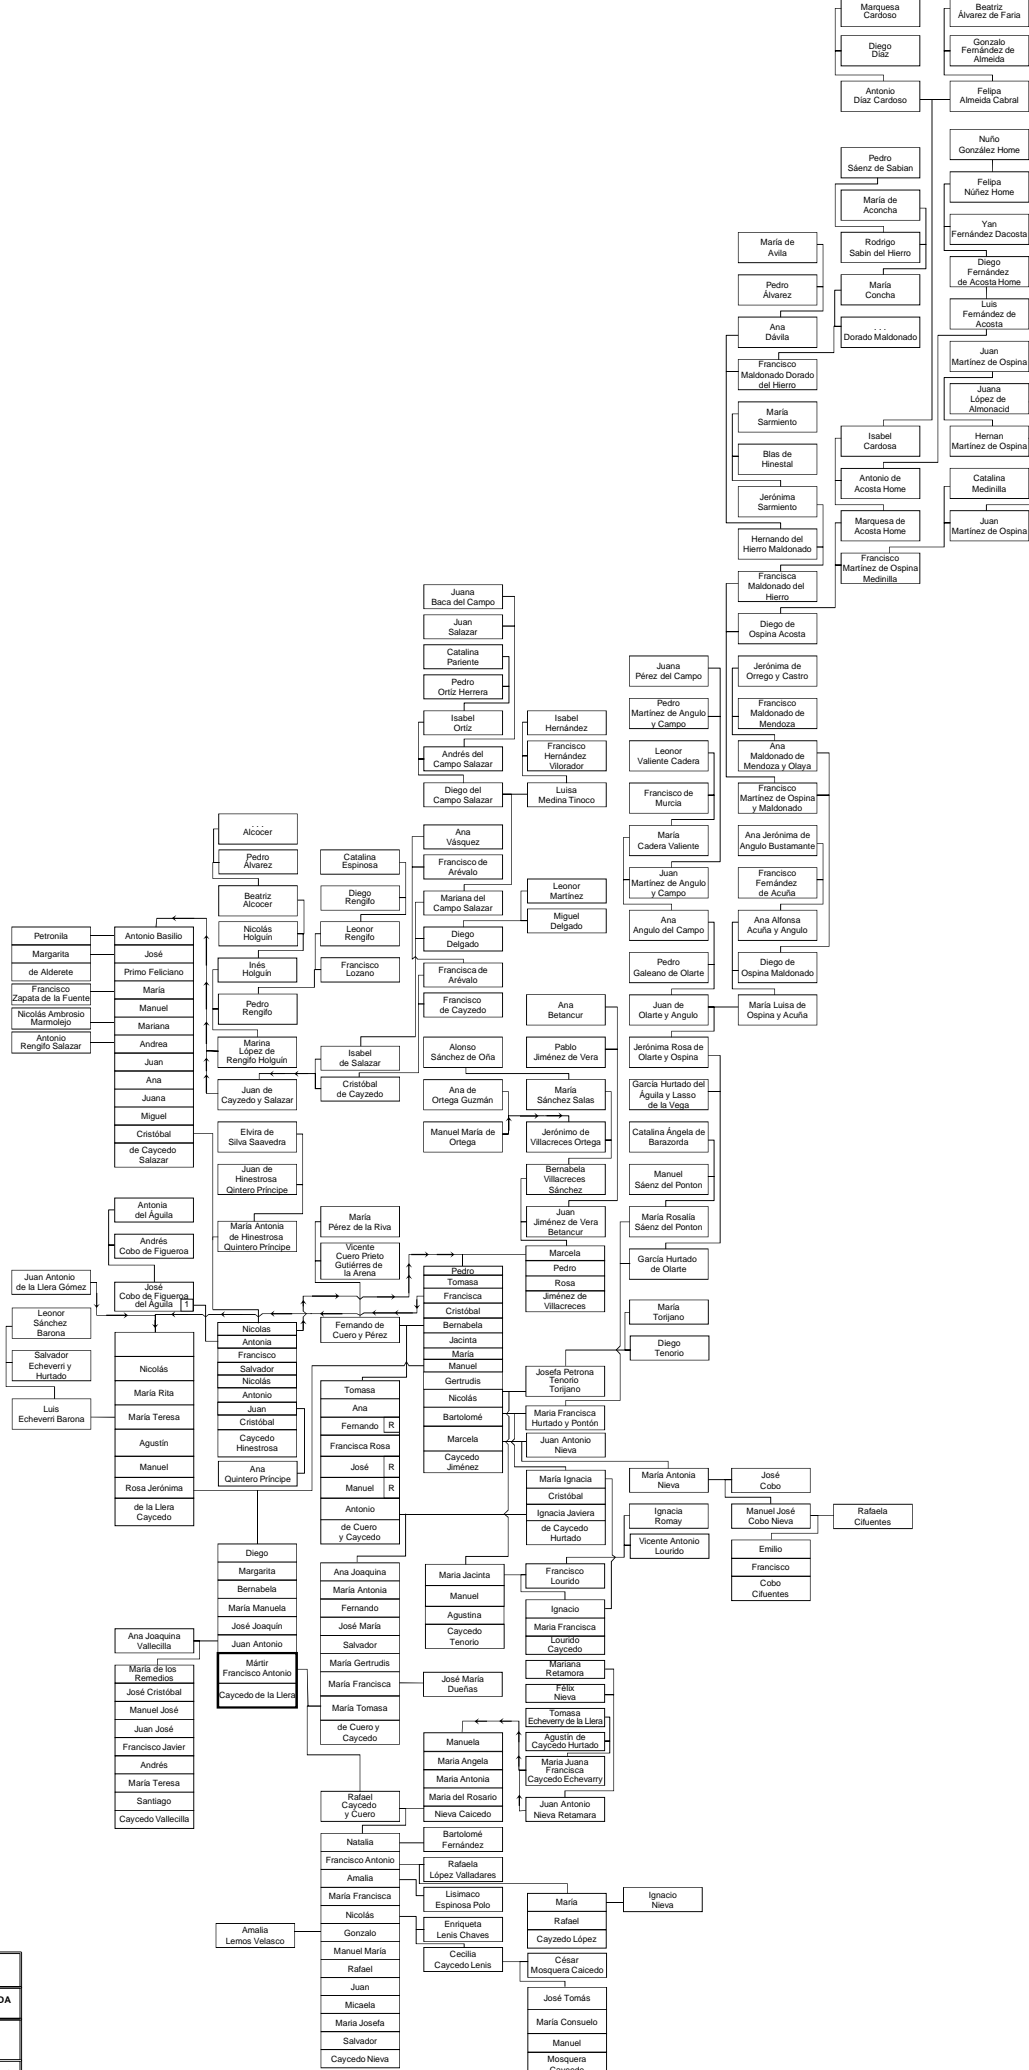 Marquesa
Cardoso
Beatriz
Álvarez de Faria
Diego
Díaz
Gonzalo
Fernández de
Almeida
Antonio
Díaz Cardoso
Felipa
Almeida Cabral
Nuño
González Home
Pedro
Sáenz de Sabian
Felipa
Núñez Home
María de
Aconcha
Yan
Fernández Dacosta
María de
Avila
Rodrigo
Sabin del Hierro
Diego
Fernández
de Acosta Home
Pedro
Álvarez
María
Concha
Luis
Fernández de
Acosta
Ana
Dávila
. . .
Dorado Maldonado
Juan
Martínez de Ospina
Francisco
Maldonado Dorado
del Hierro
Juana
López de
Almonacid
María
Sarmiento
Isabel
Cardosa
Hernan
Martínez de Ospina
Blas de
Hinestal
Antonio de
Acosta Home
Catalina
Medinilla
Jerónima
Sarmiento
Marquesa de
Acosta Home
Juan
Martínez de Ospina
Hernando del
Hierro Maldonado
Francisco
Martínez de Ospina
Medinilla
Francisca
Maldonado del
Hierro
Diego de
Ospina Acosta
Juana
Baca del Campo
Juan
Salazar
Catalina
Pariente
Pedro
Ortíz Herrera
Isabel
Ortíz
Andrés del
Campo Salazar
Diego del
Campo Salazar
Isabel
Hernández
Francisco
Hernández
Vilorador
Luisa
Medina Tinoco
Juana
Pérez del Campo
Pedro
Martínez de Angulo
y Campo
Leonor
Valiente Cadera
Francisco de
Murcia
María
Cadera Valiente
Juan
Martínez de Angulo
y Campo
Ana
Angulo del Campo
Pedro
Galeano de Olarte
Juan de
Olarte y Angulo
Jerónima de
Orrego y Castro
Francisco
Maldonado de
Mendoza
Ana
Maldonado de
Mendoza y Olaya
Francisco
Martínez de Ospina
y Maldonado
Ana Jerónima de
Angulo Bustamante
Francisco
Fernández
de Acuña
Ana Alfonsa
Acuña y Angulo
Diego de
Ospina Maldonado
María Luisa de
Ospina y Acuña
. . .
Alcocer
Pedro
Álvarez
Beatriz
Alcocer
Nicolás
Holguín
Inés
Holguín
Pedro
Rengifo
Marina
López de
Rengifo Holguín
Juan de
Cayzedo y Salazar
Catalina
Espinosa
Diego
Rengifo
Leonor
Rengifo
Francisco
Lozano
Isabel
de Salazar
Cristóbal
de Cayzedo
Ana
Vásquez
Francisco de
Arévalo
Mariana del
Campo Salazar
Diego
Delgado
Francisca de
Arévalo
Francisco
de Cayzedo
Leonor
Martínez
Miguel
Delgado
Petronila
Margarita
de Alderete
Francisco
Zapata de la Fuente
Nicolás Ambrosio
Marmolejo
Antonio
Rengifo Salazar
Antonio Basilio
José
Primo Feliciano
María
Manuel
Mariana
Andrea
Juan
Ana
Juana
Miguel
Cristóbal
de Caycedo
Salazar
Alonso
Sánchez de Oña
Ana de
Ortega Guzmán
Manuel María de
Ortega
Ana
Betancur
Pablo
Jiménez de Vera
María
Sánchez Salas
Jerónimo de
Villacreces Ortega
Bernabela
Villacreces
Sánchez
Juan
Jiménez de Vera
Betancur
Marcela
Pedro
Rosa
Jiménez de
Villacreces
Jerónima Rosa de
Olarte y Ospina
García Hurtado del
Águila y Lasso
de la Vega
Catalina Ángela de
Barazorda
Manuel
Sáenz del Ponton
María Rosalía
Sáenz del Ponton
García Hurtado
de Olarte
María
Torijano
Diego
Tenorio
Elvira de
Silva Saavedra
Juan de
Hinestrosa
Qintero Príncipe
María Antonia
de Hinestrosa
Quintero Príncipe
María
Pérez de la Riva
Vicente
Cuero Prieto
Gutiérres de
la Arena
Fernando de
Cuero y Pérez
Antonia
del Águila
Andrés
Cobo de Figueroa
José
Cobo de Figueroa
del Águila 1
Juan Antonio
de la Llera Gómez
Leonor
Sánchez
Barona
Salvador
Echeverri y
Hurtado
Luis
Echeverri Barona
Nicolás
María Rita
María Teresa
Agustín
Manuel
Rosa Jerónima
de la Llera
Caycedo
Nicolas
Antonia
Francisco
Salvador
Nicolás
Antonio
Juan
Cristóbal
Caycedo
Hinestrosa
Ana
Quintero Príncipe
Pedro
Tomasa
Francisca
Cristóbal
Bernabela
Jacinta
María
Manuel
Gertrudis
Nicolás
Bartolomé
Marcela
Caycedo
Jiménez
Tomasa
Ana
Fernando R
Francisca Rosa
José R
Manuel R
Antonio
de Cuero
y Caycedo
Josefa Petrona
Tenorio
Torijano
Maria Francisca
Hurtado y Pontón
Juan Antonio
Nieva
María Ignacia
Cristóbal
Ignacia Javiera
de Caycedo
Hurtado
María Antonia
Nieva
José
Cobo
Ignacia
Romay
Manuel José
Cobo Nieva
Rafaela
Cifuentes
Vicente Antonio
Lourido
Emilio
Francisco
Cobo
Cifuentes
Diego
Margarita
Bernabela
María Manuela
José Joaquín
Juan Antonio
Mártir
Francisco Antonio
Caycedo de la Llera
Ana Joaquina
María Antonia
Fernando
José María
Salvador
María Gertrudis
María Francisca
María Tomasa
de Cuero y
Caycedo
Maria Jacinta
Manuel
Agustina
Caycedo
Tenorio
Francisco
Lourido
Ignacio
Maria Francisca
Lourido
Caycedo
José María
Dueñas
Ana Joaquina
Vallecilla
María de los
Remedios
José Cristóbal
Manuel José
Juan José
Francisco Javier
Andrés
María Teresa
Santiago
Caycedo Vallecilla
Mariana
Retamora
Félix
Nieva
Tomasa
Echeverry de la Llera
Agustín de
Caycedo Hurtado
Maria Juana
Francisca
Caycedo Echevarry
Juan Antonio
Nieva Retamara
Manuela
Maria Angela
Maria Antonia
Maria del Rosario
Nieva Caicedo
Rafael
Caycedo
y Cuero
Natalia
Francisco Antonio
Amalia
María Francisca
Nicolás
Gonzalo
Manuel María
Rafael
Juan
Micaela
Maria Josefa
Salvador
Caycedo Nieva
Bartolomé
Fernández
Rafaela
López Valladares
Lisimaco
Espinosa Polo
Enriqueta
Lenis Chaves
Cecilia
Caycedo Lenis
Amalia
Lemos Velasco
María
Rafael
Cayzedo López
Ignacio
Nieva
César
Mosquera Caicedo
José Tomás
María Consuelo
Manuel
Mosquera
DA